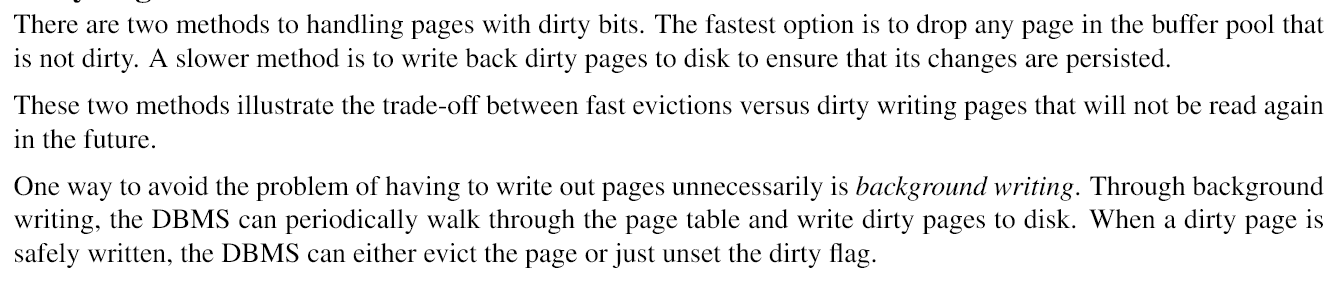 There are two methods to handling pages with dirty bits. The fastest option is to drop any page in the buffer pool that
is not dirty. A slower method is to write back dirty pages to disk to ensure that its changes are persisted.
These two methods illustrate the trade-off between fast evictions versus dirty writing pages that will not be read again
in the future.
One way to avoid the problem of having to write out pages unnecessarily is background writing. Through background
writing, the DBMS can periodically walk through the page table and write dirty pages to disk. When a dirty page is
safely written, the DBMS can either evict the page or just unset the dirty flag.